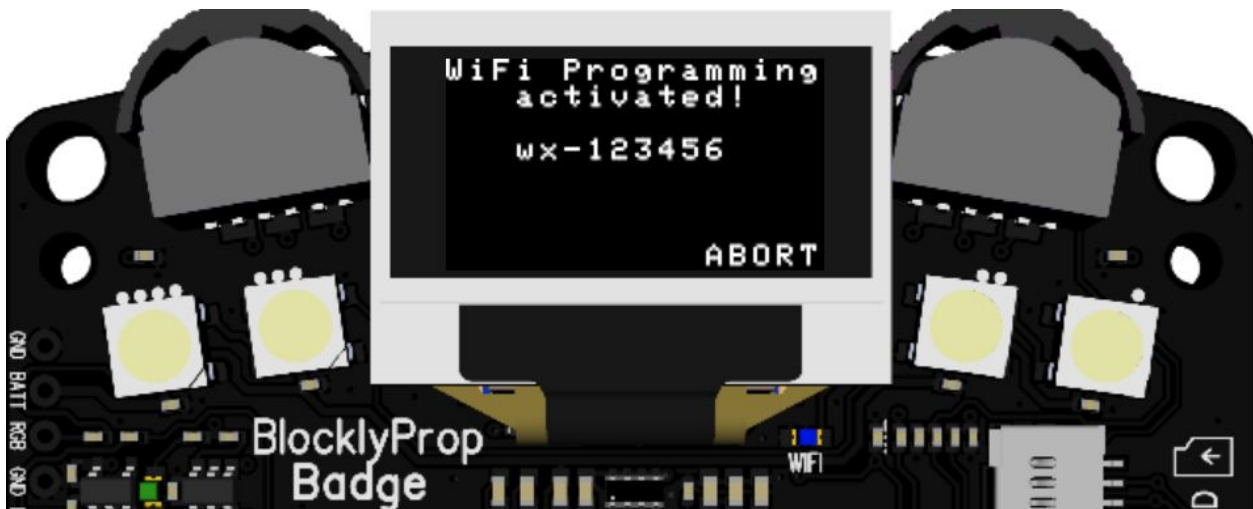 WiFi Programming
activated!
wx-123456
ABORT
GND
BATT
RGB
GND
BlocklyProp
Badge
WIFI